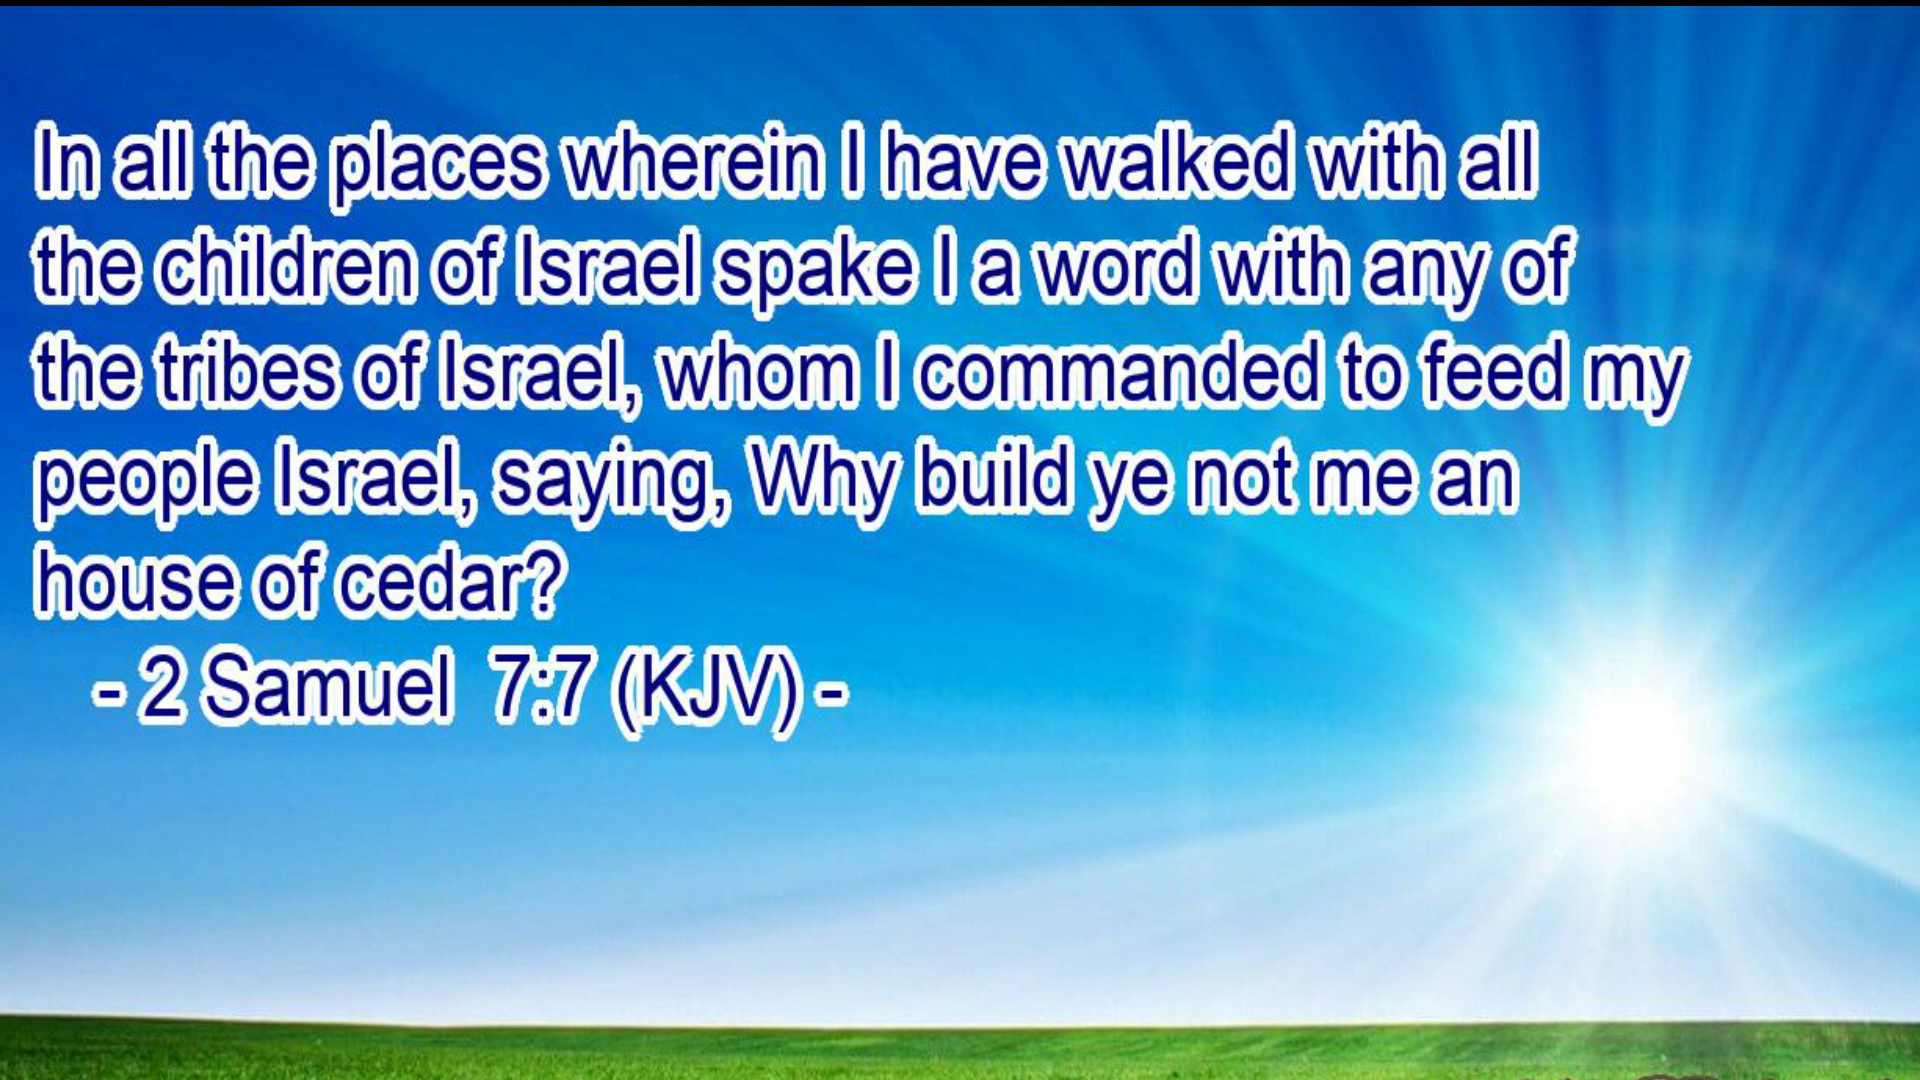 In all the places wherein I have walked with all
the children of Israel spake I a word with any of
the tribes of Israel, whom I commanded to feed my
people Israel, saying, Why build ye not me an
house of cedar?
- 2 Samuel  7:7 (KJV) -